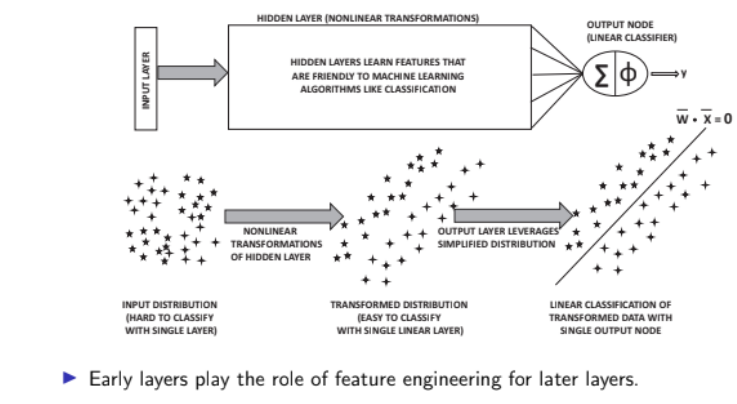 HIDDEN LAYER (NONLINEAR TRANSFORMATIONS)
OUTPUT NODE
(LINEAR CLASSIFIER)
INPUT LAYER
HIDDEN LAYERS LEARN FEATURES THAT
ARE FRIENDLY TO MACHINE LEARNING
ALGORITHMS LIKE CLASSIFICATION
Σ ϕ
y
W • X = 0
NONLINEAR
TRANSFORMATIONS
OF HIDDEN LAYER
OUTPUT LAYER LEVERAGES
SIMPLIFIED DISTRIBUTION
INPUT DISTRIBUTION
(HARD TO CLASSIFY
WITH SINGLE LAYER)
TRANSFORMED DISTRIBUTION
(EASY TO CLASSIFY
WITH SINGLE LINEAR LAYER)
LINEAR CLASSIFICATION OF
TRANSFORMED DATA WITH
SINGLE OUTPUT NODE
Early layers play the role of feature engineering for later layers.